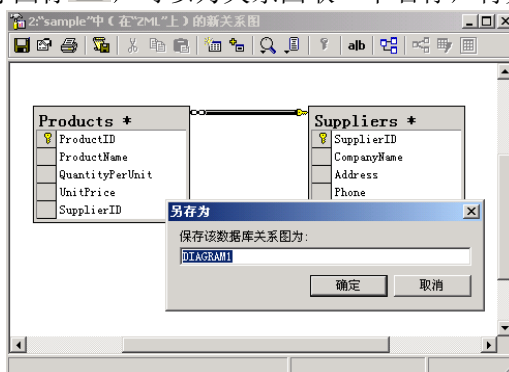 2:"sample"中（在"ZML"上）的新关系图
a|b
Products *
ProductID
ProductName
QuantityPerUnit
UnitPrice
SupplierID
Suppliers *
SupplierID
CompanyName
Address
Phone
另存为
保存该数据库关系图为:
DIAGRAM1
确定
取消